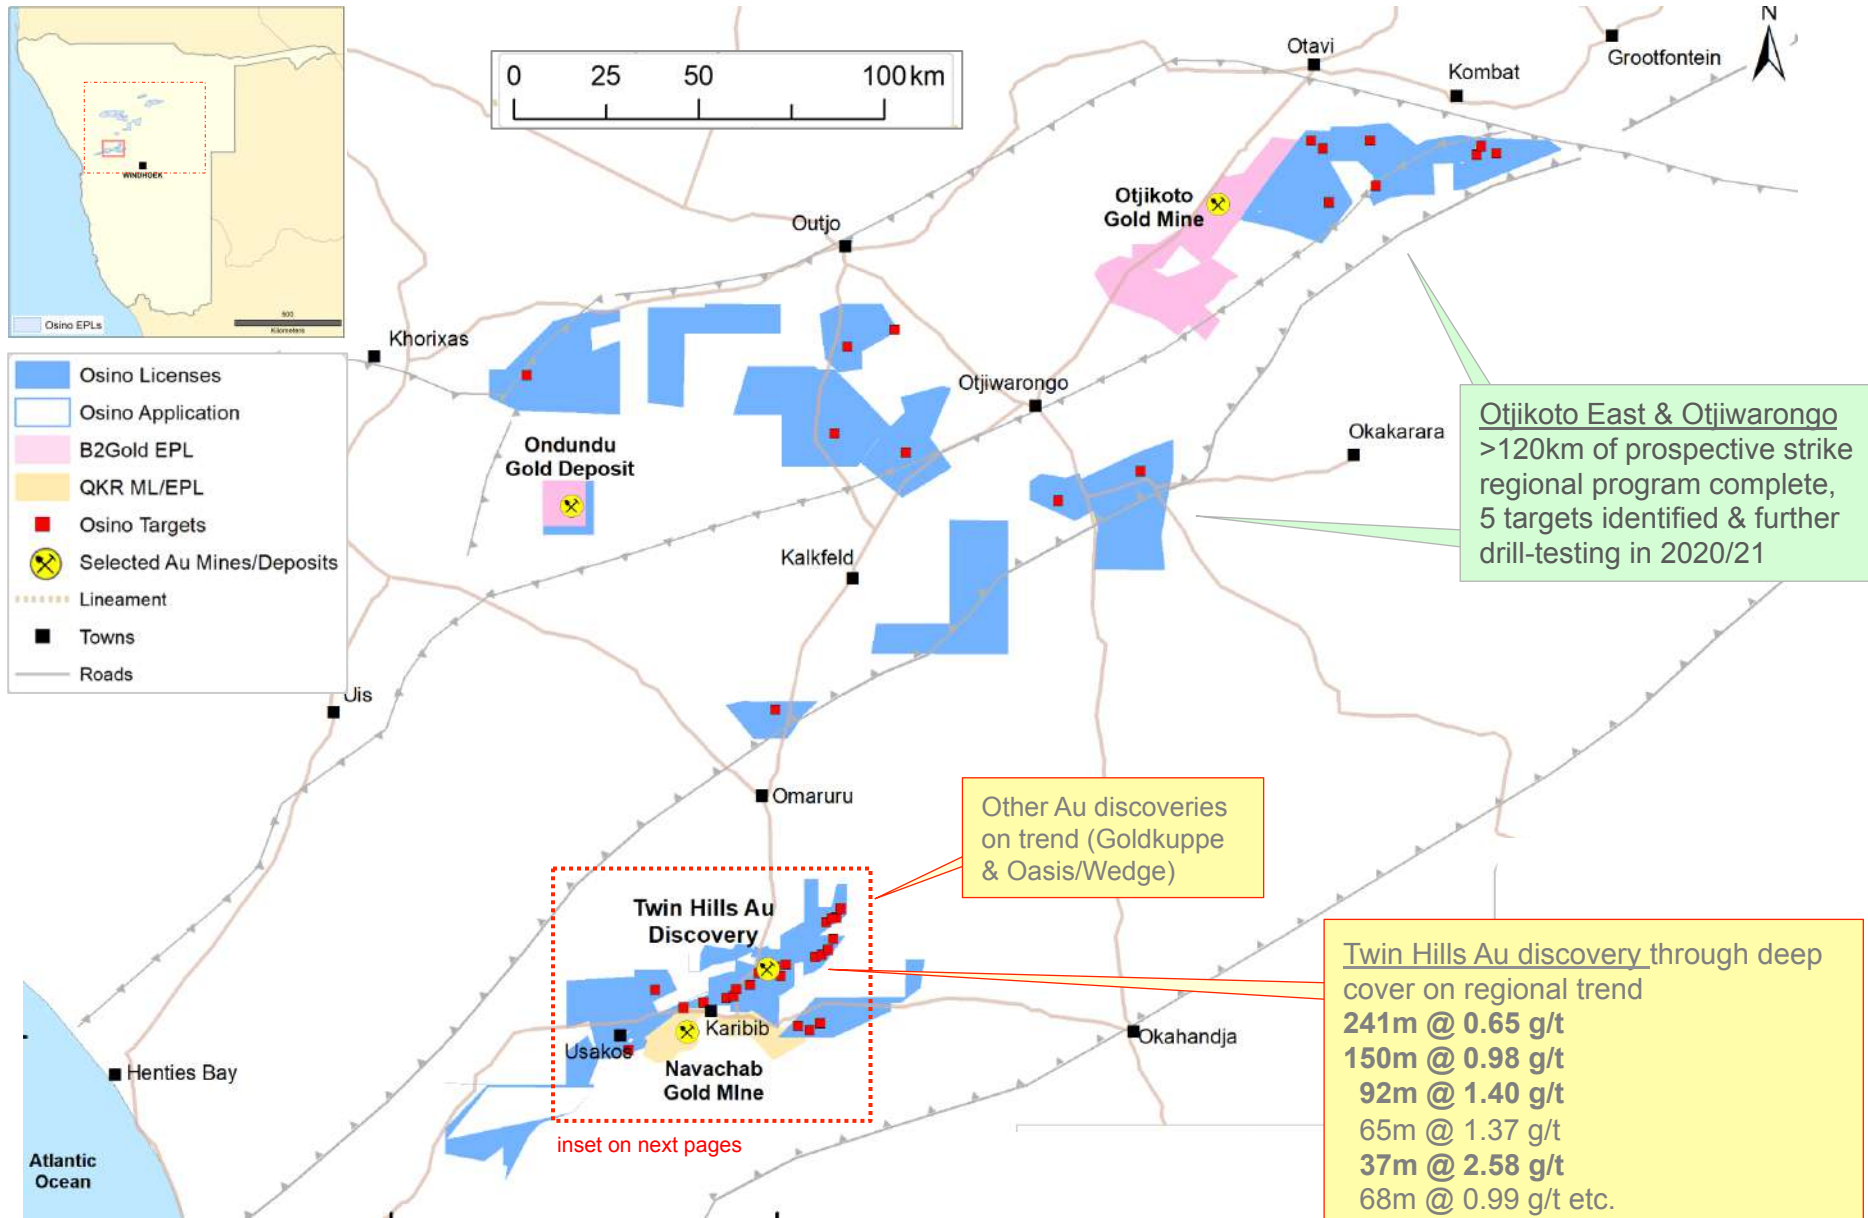 WINDHOEK
Osino EPLs
500
Kilometers
0 25 50 100 km
N
Otavi
Kombat
Grootfontein
Otjikoto
Gold Mine
Outjo
Khorixas
Otjiwarongo
Okakarara
Osino Licenses
Osino Application
B2Gold EPL
QKR ML/EPL
Osino Targets
Selected Au Mines/Deposits
Lineament
Towns
Roads
Ondundu
Gold Deposit
Otjikoto East & Otjiwarongo
>120km of prospective strike
regional program complete,
5 targets identified & further
drill-testing in 2020/21
Kalkfeld
Uis
Omaruru
Other Au discoveries
on trend (Goldkuppe
& Oasis/Wedge)
Twin Hills Au
Discovery
Karibib
Usakos
Navachab
Gold MIne
Okahandja
Henties Bay
inset on next pages
Atlantic
Ocean
Twin Hills Au discovery through deep
cover on regional trend
241m @ 0.65 g/t
150m @ 0.98 g/t
92m @ 1.40 g/t
65m @ 1.37 g/t
37m @ 2.58 g/t
68m @ 0.99 g/t etc.